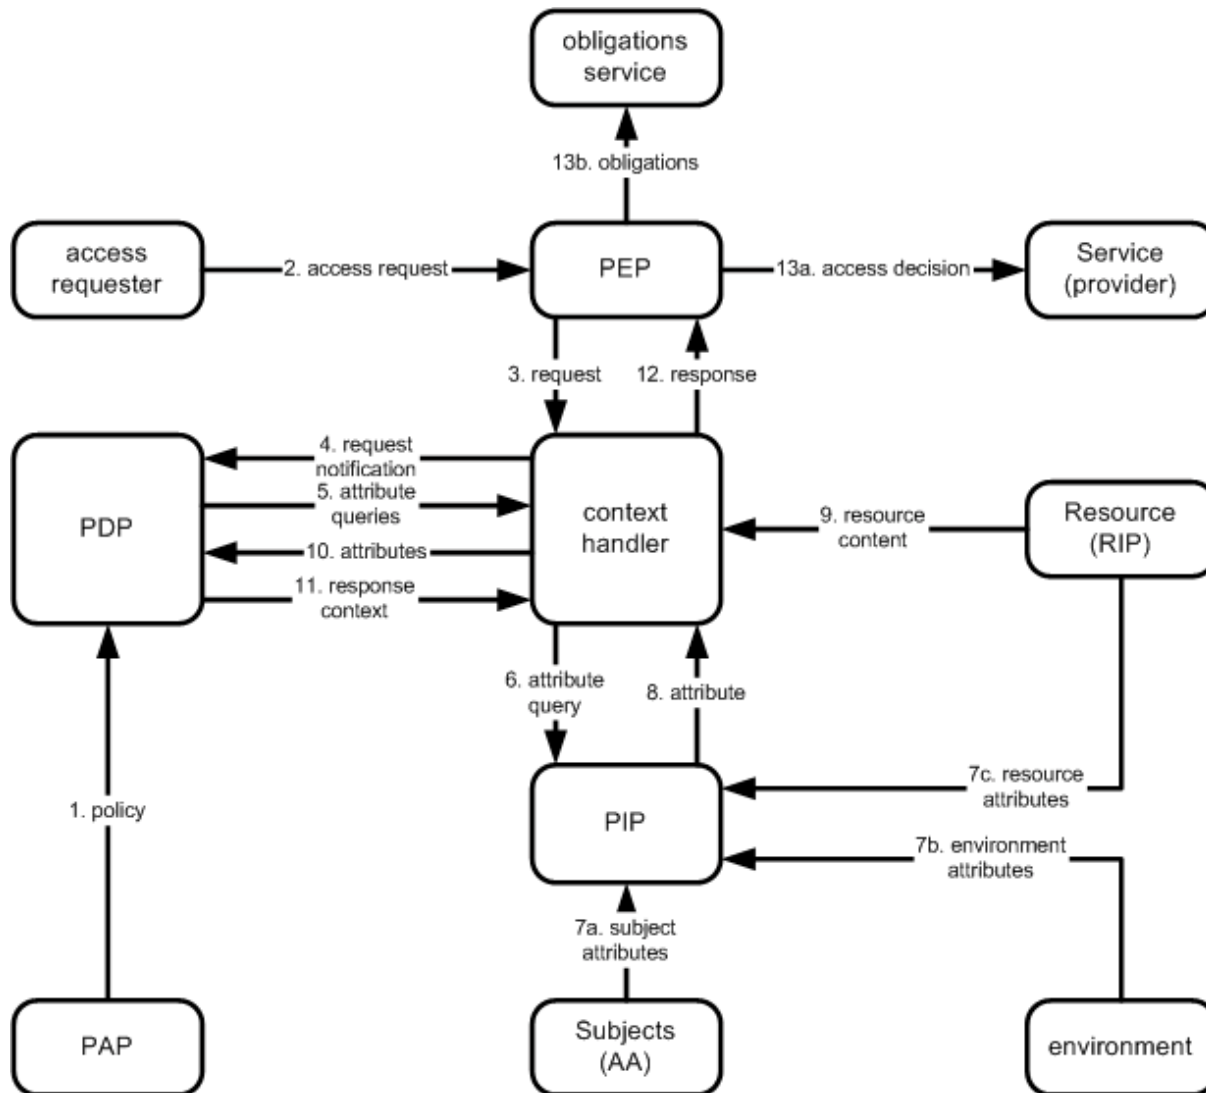 obligations
service
13b. obligations
access
requester
2. access request
PEP
13a. access decision
Service
(provider)
3. request
12. response
4. request
notification
5. attribute
queries
10. attributes
11. response
context
PDP
context
handler
9. resource
content
Resource
(RIP)
6. attribute
query
8. attribute
1. policy
PIP
7c. resource
attributes
7b. environment
attributes
7a. subject
attributes
PAP
Subjects
(AA)
environment